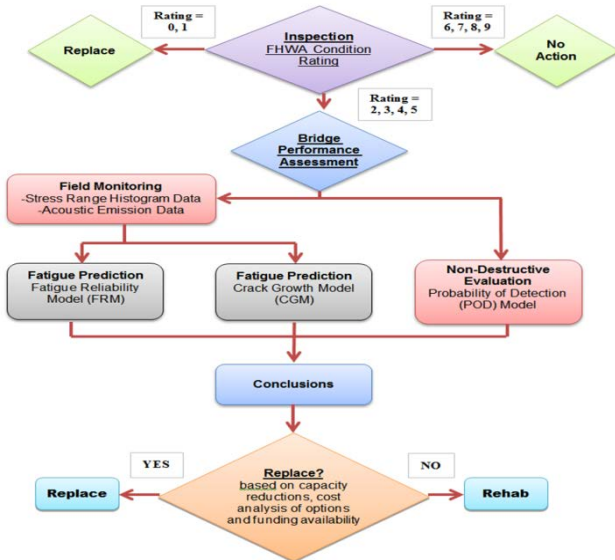 Rating =
0, 1
Inspection
FHWA Condition
Rating
Rating =
6, 7, 8, 9
Replace
No
Action
Rating =
2, 3, 4, 5
Bridge
Performance
Assessment
Field Monitoring
-Stress Range Histogram Data
-Acoustic Emission Data
Fatigue Prediction
Fatigue Reliability
Model (FRM)
Fatigue Prediction
Crack Growth Model
(CGM)
Non-Destructive
Evaluation
Probability of Detection
(POD) Model
Conclusions
YES
Replace?
based on capacity
reductions, cost
analysis of options
and funding availability
NO
Replace
Rehab